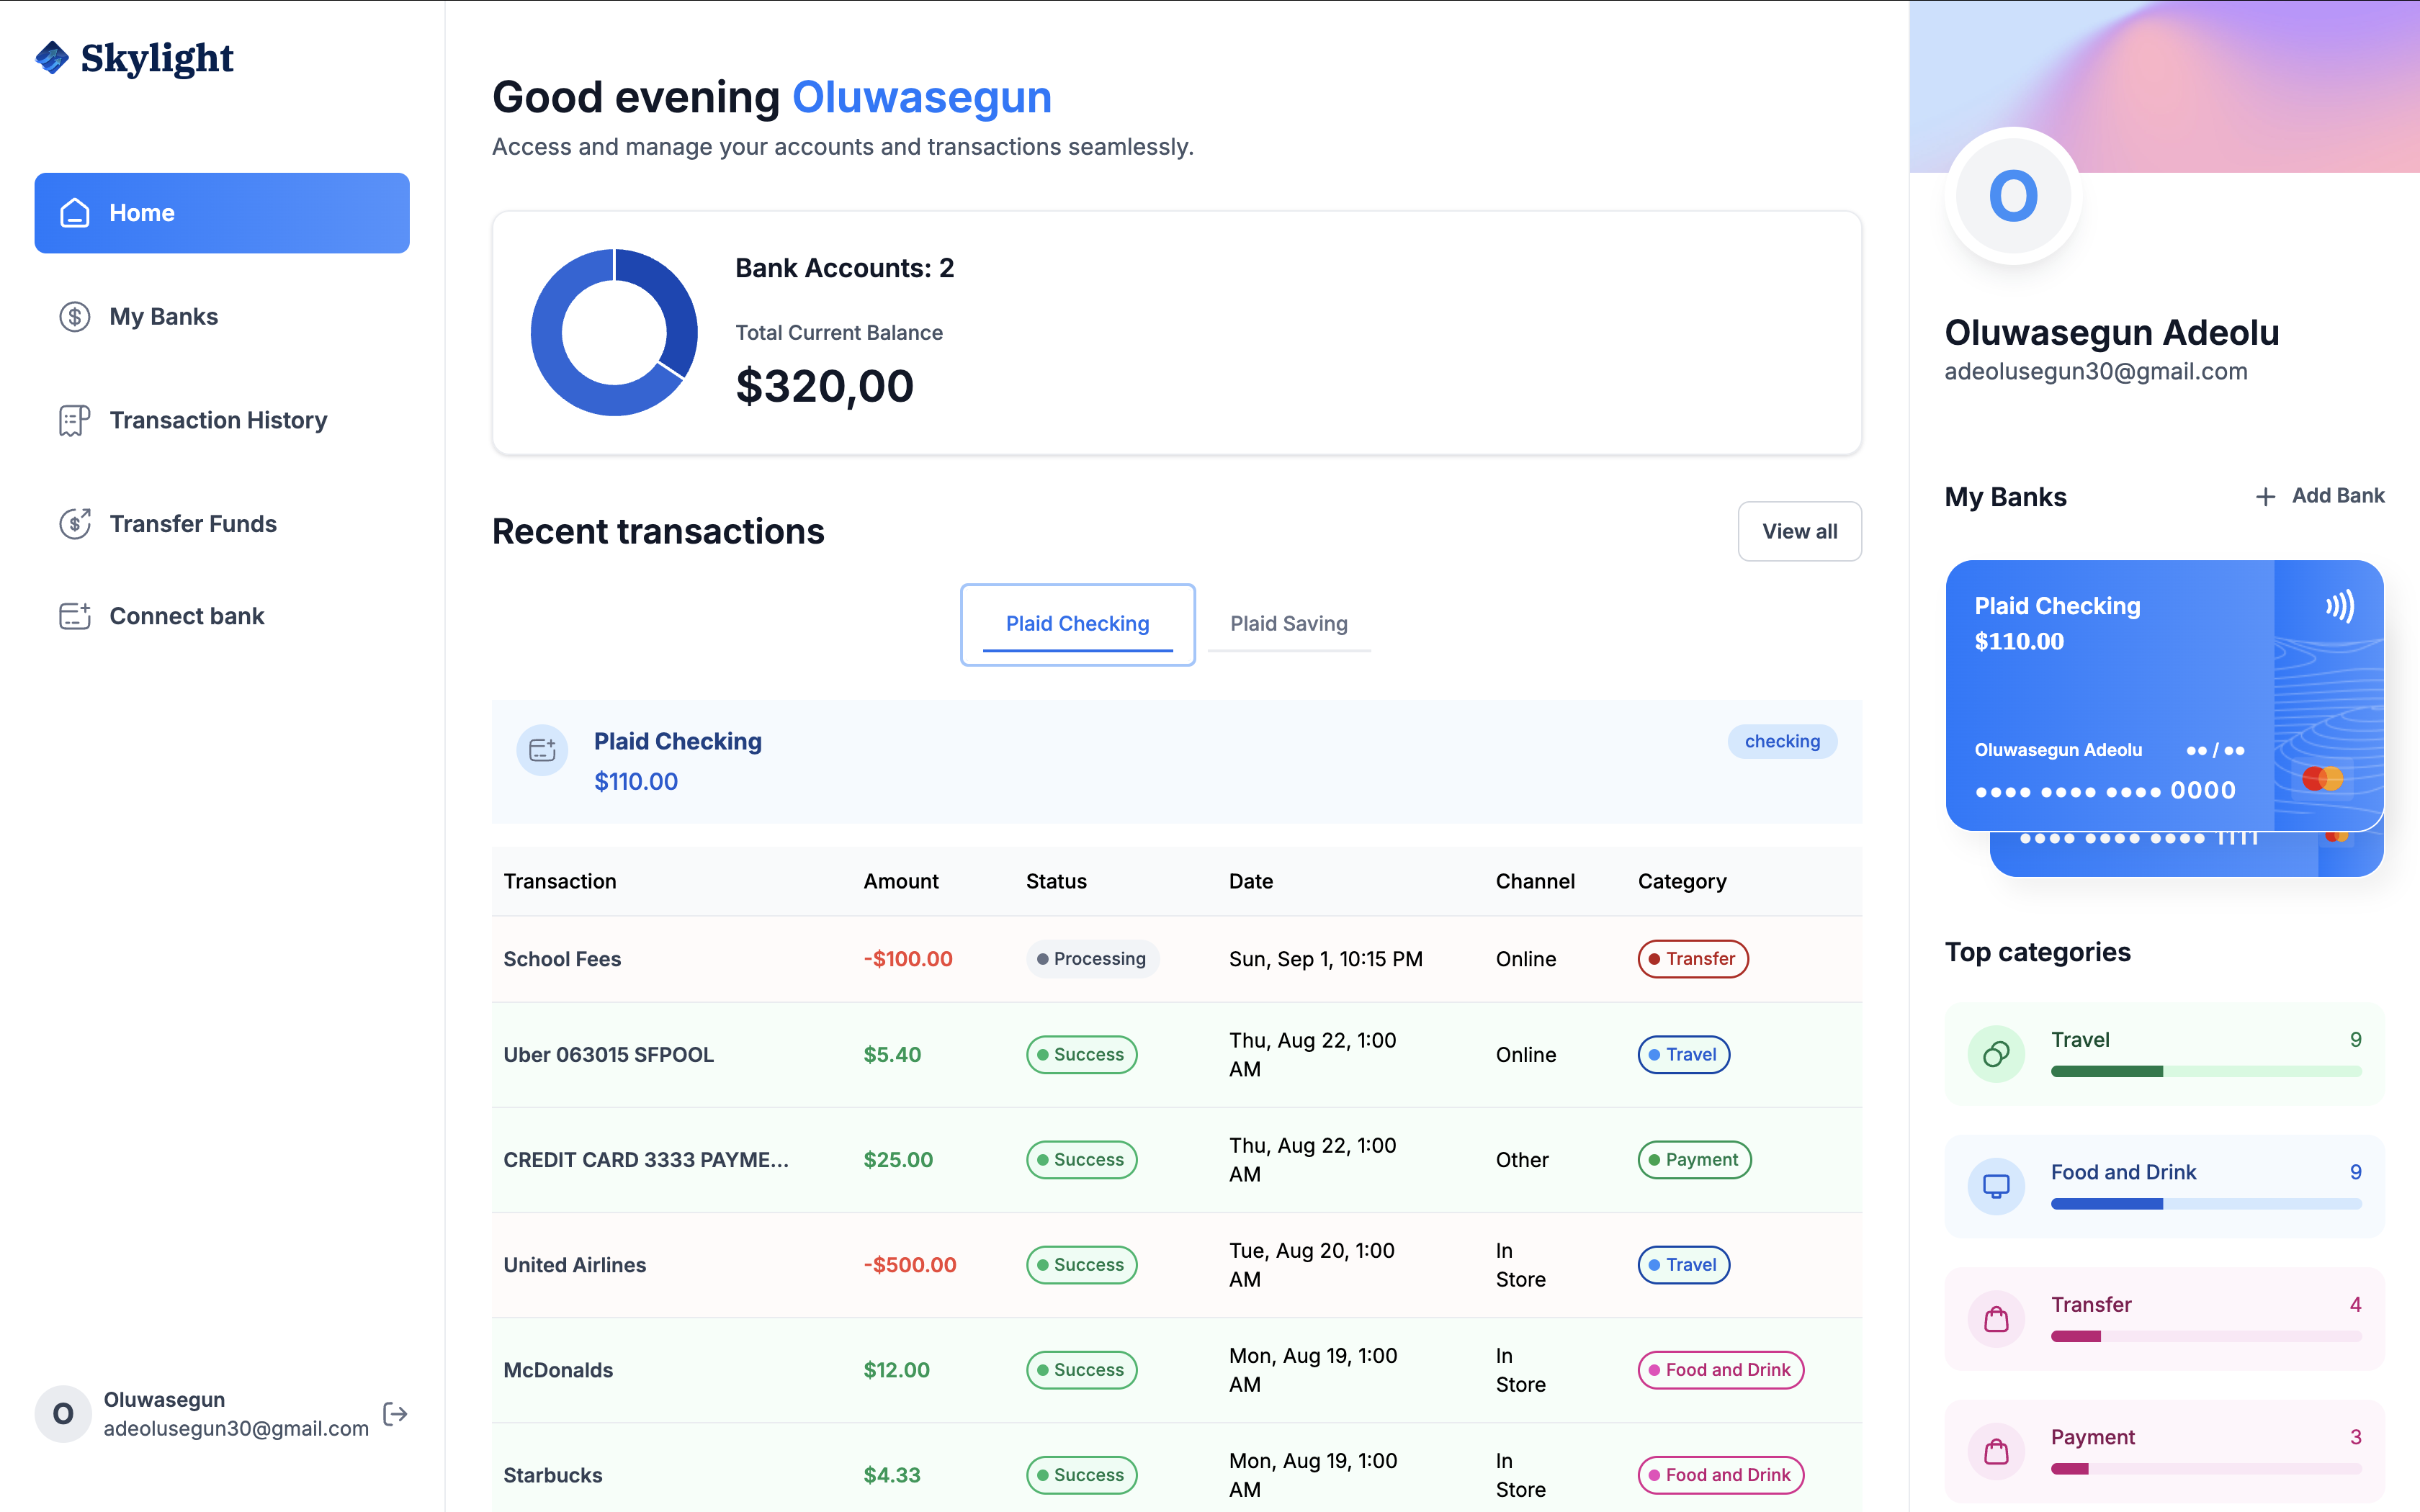 Skylight
Home
My Banks
Transaction History
Transfer Funds
Connect bank
O
Oluwasegun
adeolusegun30@gmail.com
Good evening Oluwasegun
Access and manage your accounts and transactions seamlessly.
Bank Accounts: 2
Total Current Balance
$320,00
Recent transactions
View all
Plaid Checking
Plaid Saving
Plaid Checking
$110.00
checking
Transaction Amount Status Date Channel Category
School Fees -$100.00 Processing Sun, Sep 1, 10:15 PM Online Transfer
Uber 063015 SFPOOL $5.40 Success Thu, Aug 22, 1:00 AM Online Travel
CREDIT CARD 3333 PAYME... $25.00 Success Thu, Aug 22, 1:00 AM Other Payment
United Airlines -$500.00 Success Tue, Aug 20, 1:00 AM In Store Travel
McDonalds $12.00 Success Mon, Aug 19, 1:00 AM In Store Food and Drink
Starbucks $4.33 Success Mon, Aug 19, 1:00 AM In Store Food and Drink
O
Oluwasegun Adeolu
adeolusegun30@gmail.com
My Banks
+ Add Bank
Plaid Checking
$110.00
Oluwasegun Adeolu ●● / ●●
●●●● ●●●● ●●●● 0000
●●●● ●●●● ●●●● 1111
Top categories
Travel 9
Food and Drink 9
Transfer 4
Payment 3